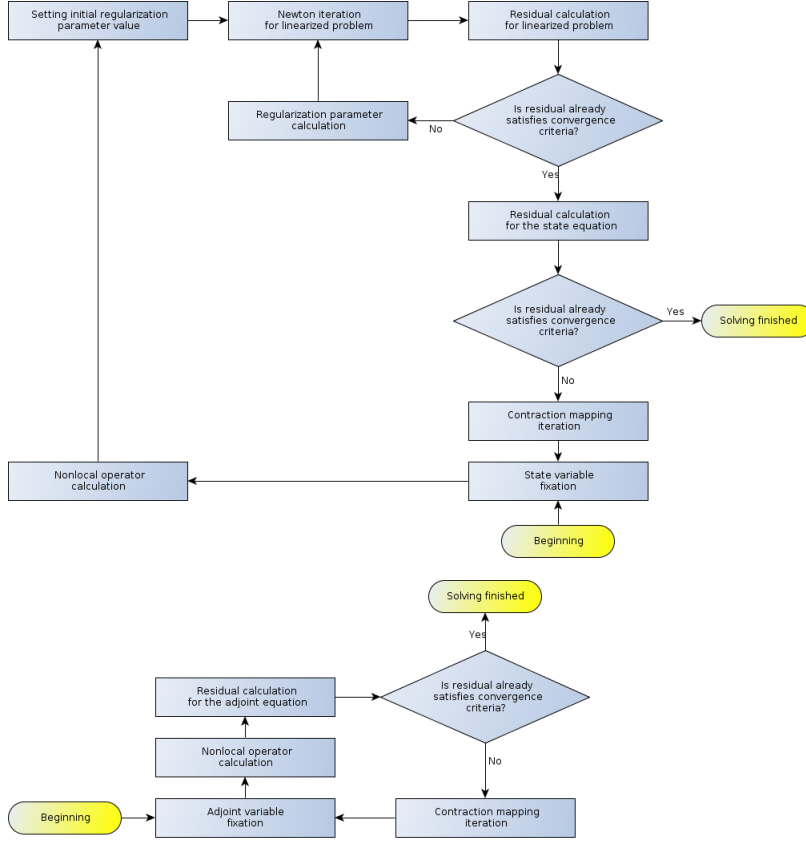 Setting initial regularization
parameter value
Newton iteration
for linearized problem
Residual calculation
for linearized problem
Regularization parameter
calculation
No
Is residual already
satisfies convergence
criteria?
Yes
Residual calculation
for the state equation
Is residual already
satisfies convergence
criteria?
Yes
Solving finished
No
Contraction mapping
iteration
Nonlocal operator
calculation
State variable
fixation
Beginning
Solving finished
Yes
Residual calculation
for the adjoint equation
Is residual already
satisfies convergence
criteria?
Nonlocal operator
calculation
No
Beginning
Adjoint variable
fixation
Contraction mapping
iteration